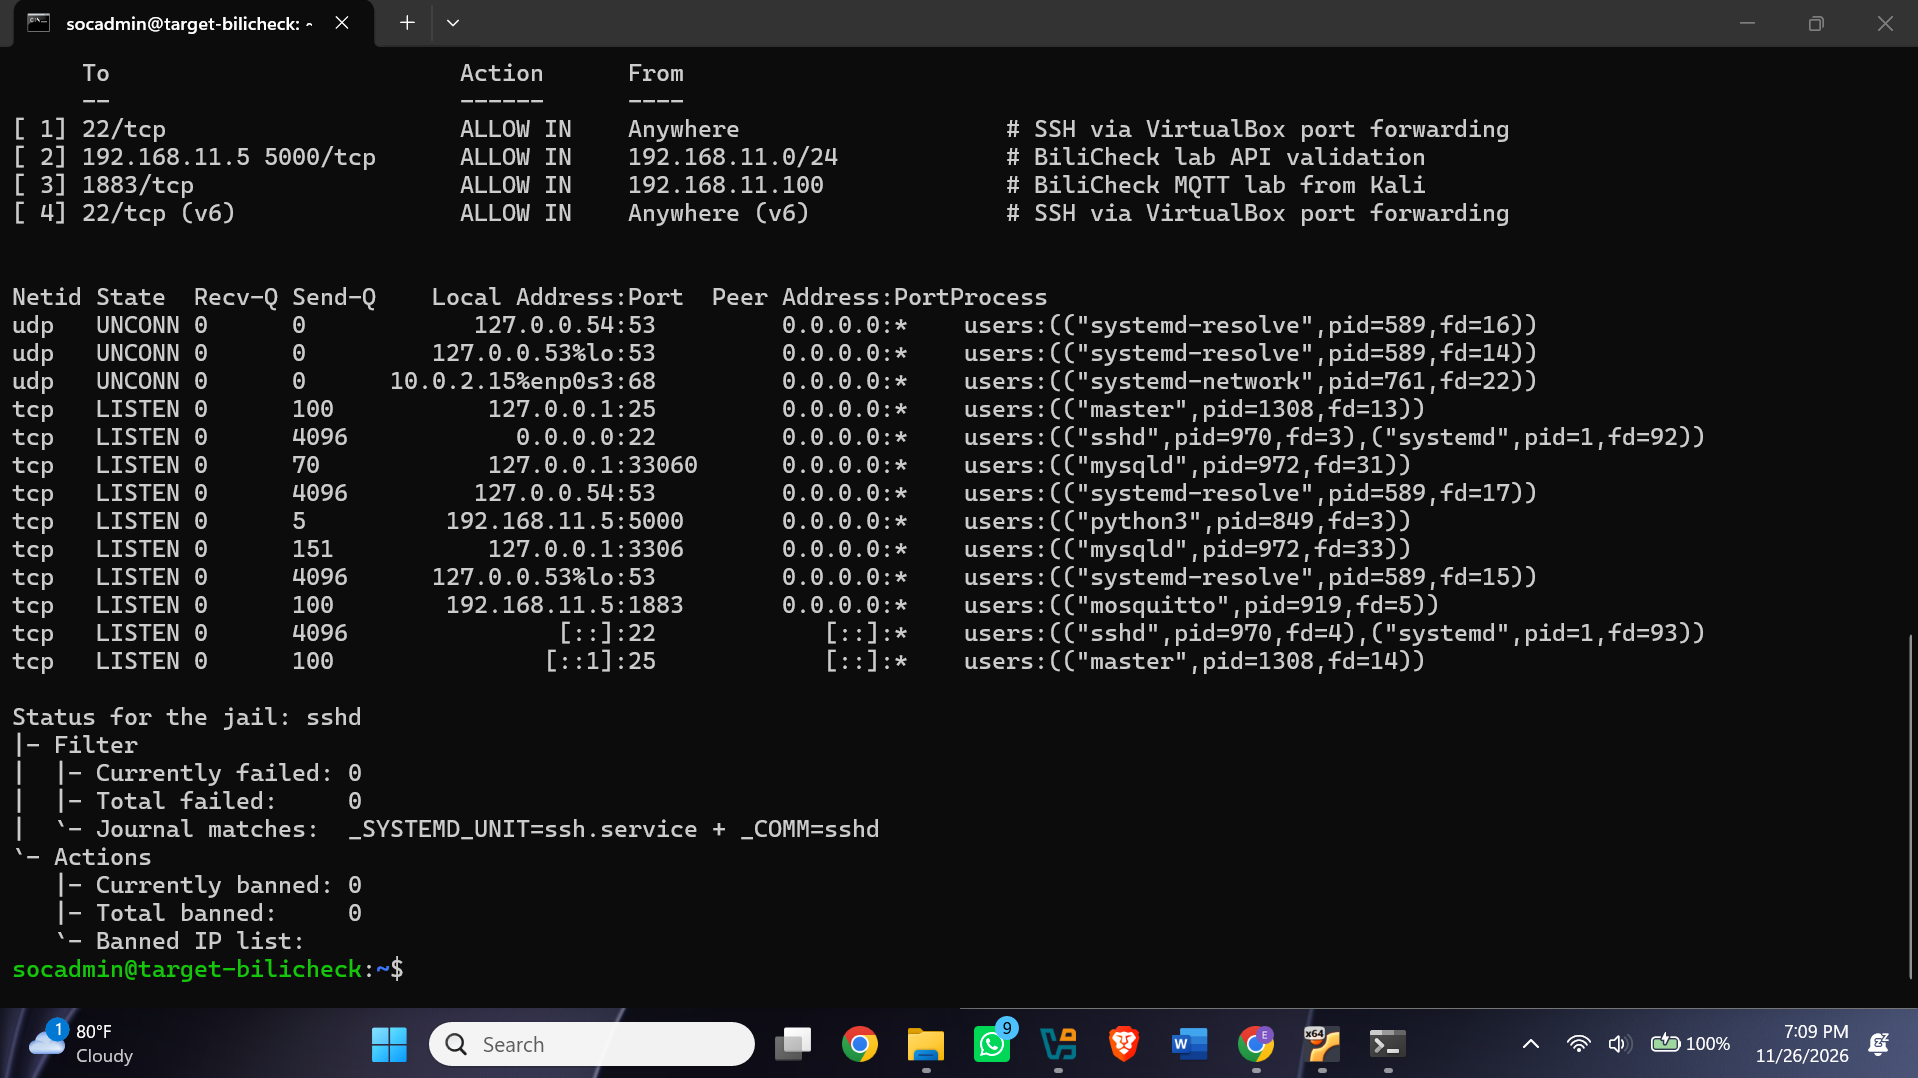 socadmin@target-bilicheck: ~
To Action From
-- ------ ----
[ 1] 22/tcp ALLOW IN Anywhere # SSH via VirtualBox port forwarding
[ 2] 192.168.11.5 5000/tcp ALLOW IN 192.168.11.0/24 # BiliCheck lab API validation
[ 3] 1883/tcp ALLOW IN 192.168.11.100 # BiliCheck MQTT lab from Kali
[ 4] 22/tcp (v6) ALLOW IN Anywhere (v6) # SSH via VirtualBox port forwarding
Netid State Recv-Q Send-Q Local Address:Port Peer Address:PortProcess
udp UNCONN 0 0 127.0.0.54:53 0.0.0.0:* users:(("systemd-resolve",pid=589,fd=16))
udp UNCONN 0 0 127.0.0.53%lo:53 0.0.0.0:* users:(("systemd-resolve",pid=589,fd=14))
udp UNCONN 0 0 10.0.2.15%enp0s3:68 0.0.0.0:* users:(("systemd-network",pid=761,fd=22))
tcp LISTEN 0 100 127.0.0.1:25 0.0.0.0:* users:(("master",pid=1308,fd=13))
tcp LISTEN 0 4096 0.0.0.0:22 0.0.0.0:* users:(("sshd",pid=970,fd=3),("systemd",pid=1,fd=92))
tcp LISTEN 0 70 127.0.0.1:33060 0.0.0.0:* users:(("mysqld",pid=972,fd=31))
tcp LISTEN 0 4096 127.0.0.54:53 0.0.0.0:* users:(("systemd-resolve",pid=589,fd=17))
tcp LISTEN 0 5 192.168.11.5:5000 0.0.0.0:* users:(("python3",pid=849,fd=3))
tcp LISTEN 0 151 127.0.0.1:3306 0.0.0.0:* users:(("mysqld",pid=972,fd=33))
tcp LISTEN 0 4096 127.0.0.53%lo:53 0.0.0.0:* users:(("systemd-resolve",pid=589,fd=15))
tcp LISTEN 0 100 192.168.11.5:1883 0.0.0.0:* users:(("mosquitto",pid=919,fd=5))
tcp LISTEN 0 4096 [::]:22 [::]:* users:(("sshd",pid=970,fd=4),("systemd",pid=1,fd=93))
tcp LISTEN 0 100 [::1]:25 [::]:* users:(("master",pid=1308,fd=14))
Status for the jail: sshd
|- Filter
| |- Currently failed: 0
| |- Total failed: 0
| `- Journal matches: _SYSTEMD_UNIT=ssh.service + _COMM=sshd
`- Actions
|- Currently banned: 0
|- Total banned: 0
`- Banned IP list:
socadmin@target-bilicheck:~$
1
80°F
Cloudy
Search
9
W
E
x64
100%
7:09 PM
11/26/2026